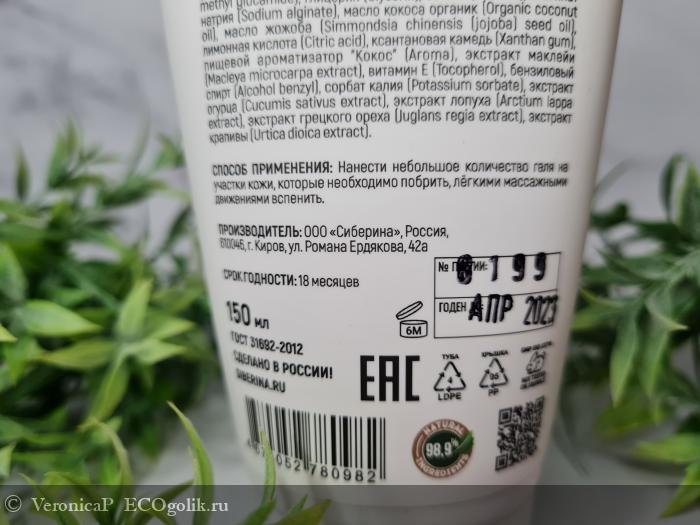 methyl glucamide),
натрия (Sodium alginate), масло кокоса органик (Organic coconut
oil), масло жожоба (Simmondsia chinensis (jojoba) seed oil),
лимонная кислота (Citric acid), ксантановая камедь (Xanthan gum),
пищевой ароматизатор "Кокос" (Aroma), экстракт маклейи
(Macleya microcarpa extract), витамин Е (Tocopherol), бензиловый
спирт (Alcohol benzyl), сорбат калия (Potassium sorbate), экстракт
огурца (Cucumis sativus extract), экстракт лопуха (Arctium lappa
extract), экстракт грецкого ореха (Juglans regia extract), экстракт
крапивы (Urtica dioica extract).
СПОСОБ ПРИМЕНЕНИЯ: Нанести небольшое количество геля на
участки кожи, которые необходимо побрить, лёгкими массажными
движениями вспенить.
ПРОИЗВОДИТЕЛЬ: ООО «Сиберина», Россия,
610046, г. Киров, ул. Романа Ердякова, 42а
СРОК ГОДНОСТИ: 18 месяцев
№ ПАРТИИ: 199
ГОДЕН АПР 2023
150 мл
6M
ГОСТ 31692-2012
СДЕЛАНО В РОССИИ!
SIBERINA.RU
EAC
ТУБА
4
LDPE
КРЫШКА
05
PP
780982
NATURAL
98,9%
INGREDIENTS
VeronicaP ECOgolik.ru